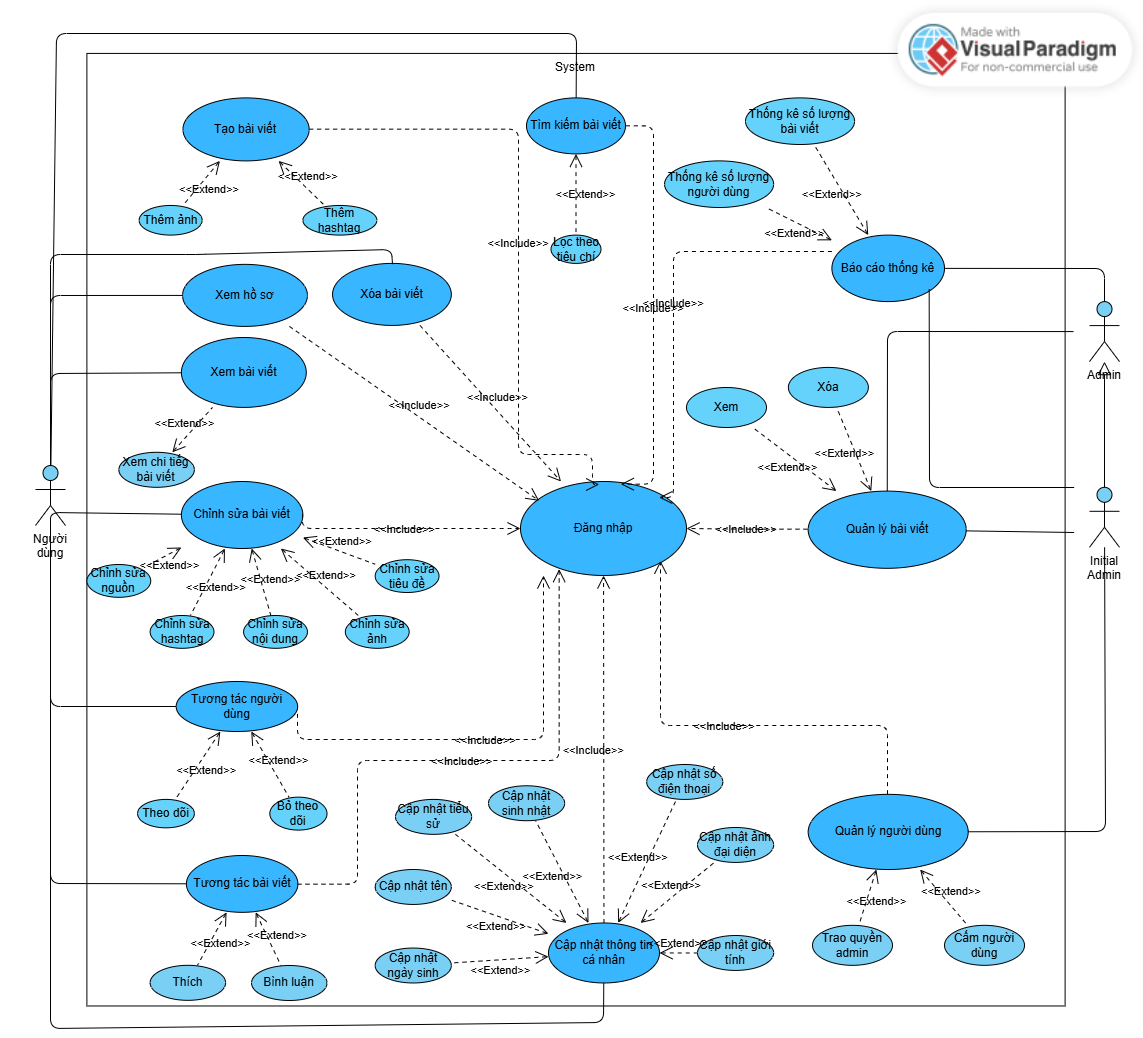 Made with
VisualParadigm
For non-commercial use
System
Tạo bài viết
Tìm kiếm bài viết
Thống kê số lượng
bài viết
<<Extend>>
<<Extend>>
Thêm ảnh
Thêm
hashtag
<<Extend>>
Lọc theo
tiêu chí
Thống kê số lượng
người dùng
<<Extend>>
<<Extend>>
<<Include>>
Báo cáo thống kê
Xem hồ sơ
Xóa bài viết
<<Include>>
<<Include>>
Admin
Xem bài viết
<<Include>>
<<Include>>
Xem
Xóa
<<Extend>>
Xem chi tiếg
bài viết
<<Extend>>
<<Extend>>
Người
dùng
Chỉnh sửa bài viết
<<Include>>
Đăng nhập
<<Include>>
Quản lý bài viết
Initial
Admin
<<Extend>>
<<Extend>>
<<Extend>>
<<Extend>>
<<Extend>>
Chỉnh sửa
nguồn
Chỉnh sửa
tiêu đề
Chỉnh sửa
hashtag
Chỉnh sửa
nội dung
Chỉnh sửa
ảnh
Tương tác người
dùng
<<Include>>
<<Include>>
<<Include>>
<<Include>>
<<Extend>>
<<Extend>>
Theo dõi
Bỏ theo
dõi
Cập nhật tiểu
sử
Cập nhật
sinh nhật
Cập nhật số
điện thoại
Cập nhật ảnh
đại diện
Quản lý người dùng
Tương tác bài viết
Cập nhật tên
<<Extend>>
<<Extend>>
<<Extend>>
<<Extend>>
<<Extend>>
<<Extend>>
<<Extend>>
<<Extend>>
<<Extend>>
Thích
Bình luận
Cập nhật
ngày sinh
<<Extend>>
Cập nhật thông tin
cá nhân
<<Extend>>
Cập nhật giới
tính
Trao quyền
admin
Cấm người
dùng